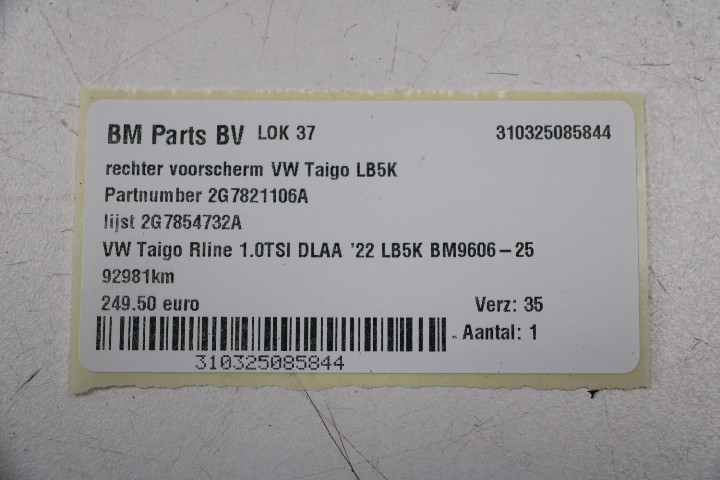 BM Parts BV LOK 37 310325085844
rechter voorscherm VW Taigo LB5K
Partnumber 2G7821106A
lijst 2G7854732A
VW Taigo Rline 1.0TSI DLAA '22 LB5K BM9606-25
92981km
249.50 euro Verz: 35
Aantal: 1
310325085844